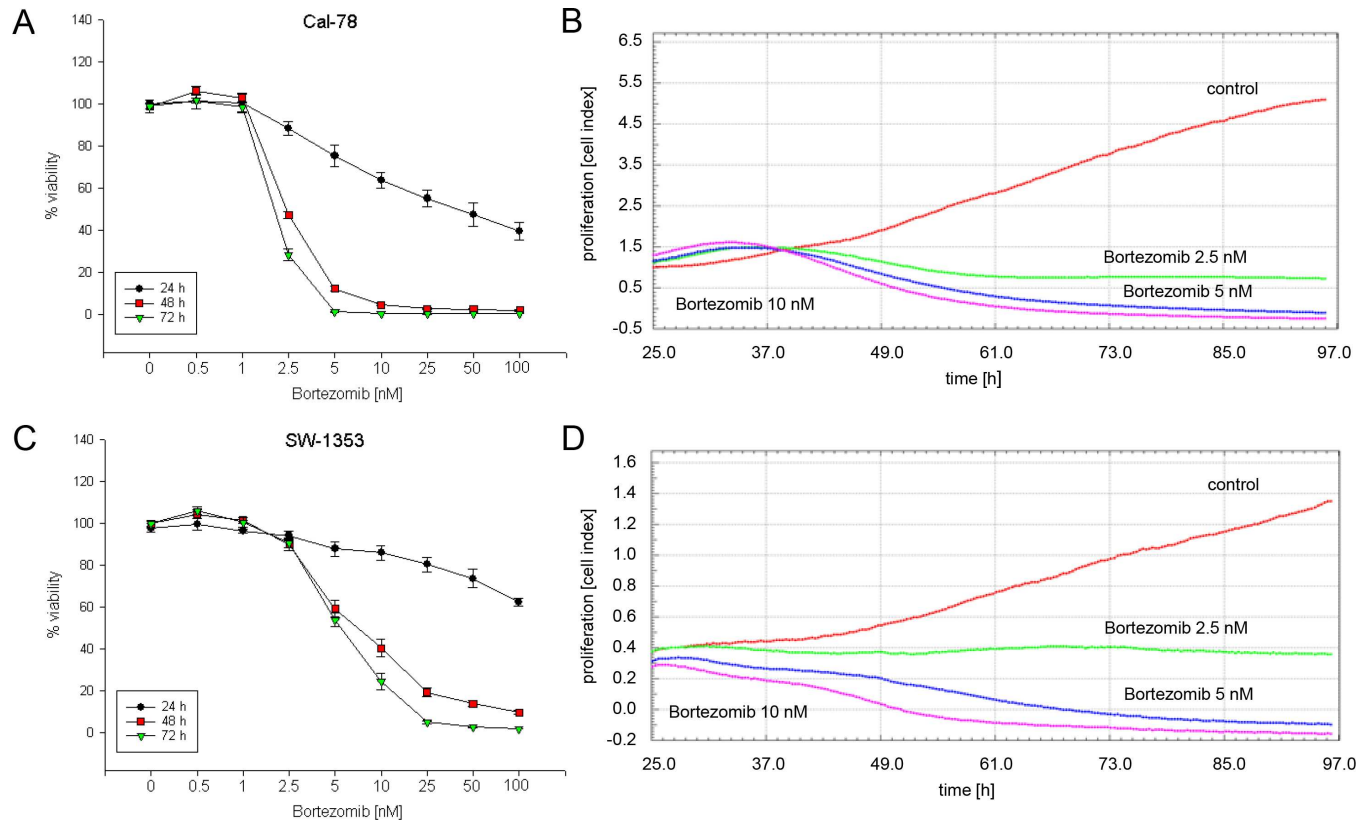 A
Cal-78
140
120
100
80
60
40
20
0
% viability
24 h
48 h
72 h
0 0.5 1 2.5 5 10 25 50 100
Bortezomib [nM]
B
6.5
5.5
4.5
3.5
2.5
1.5
0.5
-0.5
proliferation [cell index]
control
Bortezomib 2.5 nM
Bortezomib 5 nM
Bortezomib 10 nM
25.0 37.0 49.0 61.0 73.0 85.0 97.0
time [h]
C
SW-1353
140
120
100
80
60
40
20
0
% viability
24 h
48 h
72 h
0 0.5 1 2.5 5 10 25 50 100
Bortezomib [nM]
D
1.6
1.4
1.2
1.0
0.8
0.6
0.4
0.2
0.0
-0.2
proliferation [cell index]
control
Bortezomib 2.5 nM
Bortezomib 5 nM
Bortezomib 10 nM
25.0 37.0 49.0 61.0 73.0 85.0 97.0
time [h]